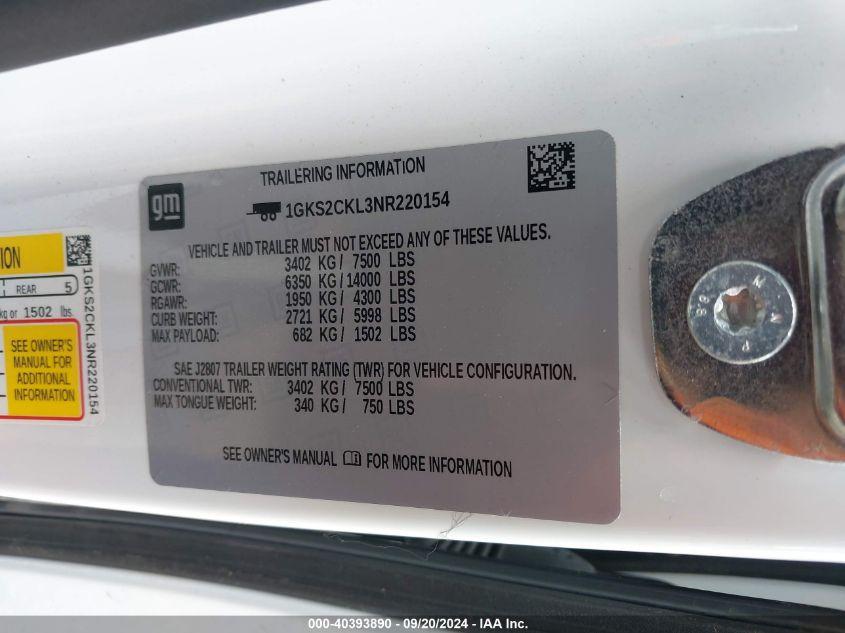 TRAILERING INFORMATION
gm
1GKS2CKL3NR220154
VEHICLE AND TRAILER MUST NOT EXCEED ANY OF THESE VALUES.
GVWR: 3402 KG / 7500 LBS
GCWR: 6350 KG / 14000 LBS
RGAWR: 1950 KG / 4300 LBS
CURB WEIGHT: 2721 KG / 5998 LBS
MAX PAYLOAD: 682 KG / 1502 LBS
SAE J2807 TRAILER WEIGHT RATING (TWR) FOR VEHICLE CONFIGURATION.
CONVENTIONAL TWR: 3402 KG / 7500 LBS
MAX TONGUE WEIGHT: 340 KG / 750 LBS
SEE OWNER'S MANUAL FOR MORE INFORMATION
REAR 5
kg or 1502 lbs.
SEE OWNER'S
MANUAL FOR
ADDITIONAL
INFORMATION
1GKS2CKL3NR220154
000-40393890 - 09/20/2024 - IAA Inc.